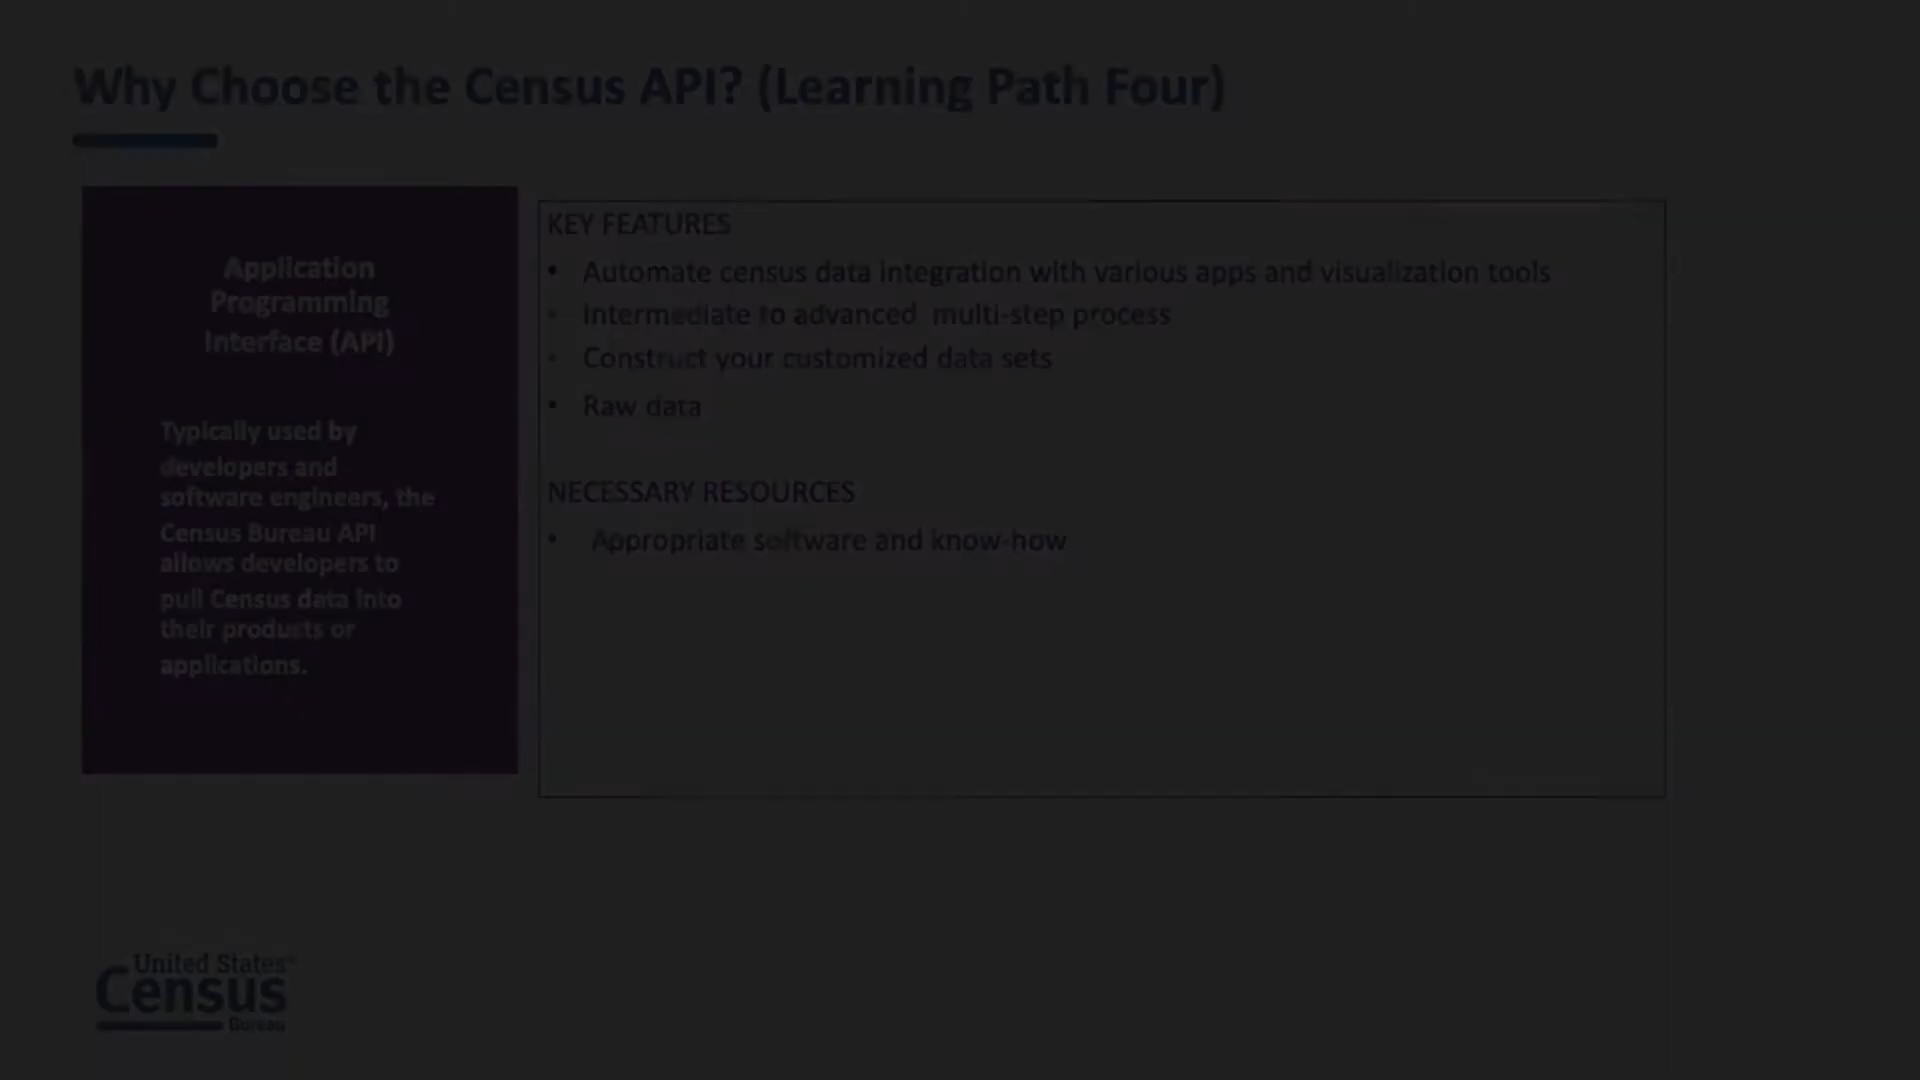 Why Choose the Census API? (Learning Path Four)
Application
Programming
Interface (API)
Typically used by
developers and
software engineers, the
Census Bureau API
allows developers to
pull Census data into
their products or
applications.
KEY FEATURES
• Automate census data integration with various apps and visualization tools
• Intermediate to advanced multi-step process
• Construct your customized data sets
• Raw data
NECESSARY RESOURCES
• Appropriate software and know-how
United States®
Census
Bureau